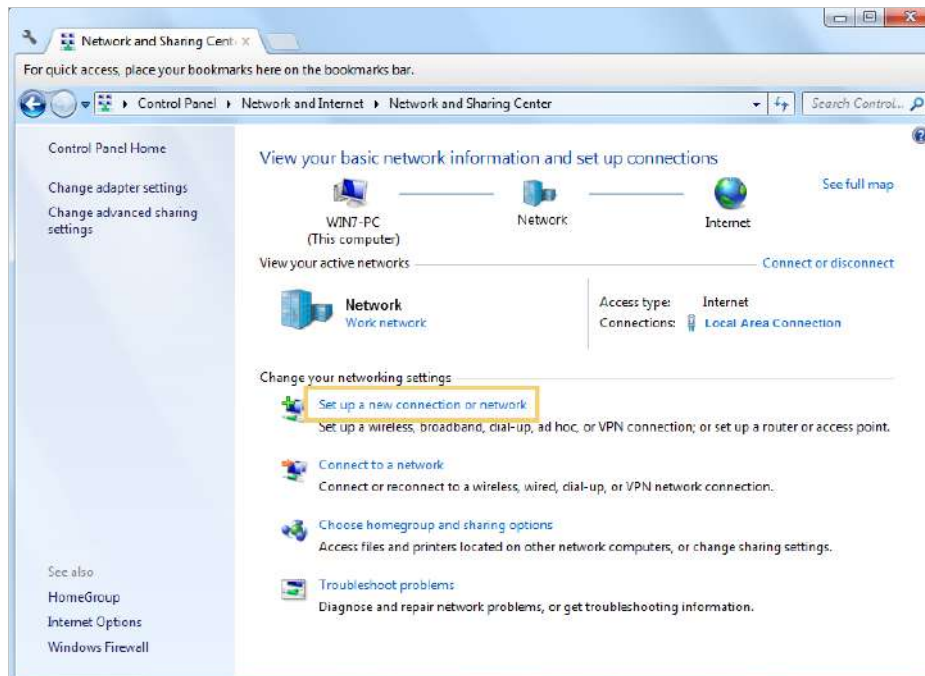 Network and Sharing Cent
For quick access, place your bookmarks here on the bookmarks bar.
Control Panel Network and Internet Network and Sharing Center
Search Control...
Control Panel Home
Change adapter settings
Change advanced sharing
settings
View your basic network information and set up connections
See full map
WIN7-PC
(This computer)
Network
Internet
View your active networks
Connect or disconnect
Network
Work network
Access type: Internet
Connections: Local Area Connection
Change your networking settings
Set up a new connection or network
Set up a wireless, broadband, dial-up, ad hoc, or VPN connection; or set up a router or access point.
Connect to a network
Connect or reconnect to a wireless, wired, dial-up, or VPN network connection.
Choose homegroup and sharing options
Access files and printers located on other network computers, or change sharing settings.
Troubleshoot problems
Diagnose and repair network problems, or get troubleshooting information.
See also
HomeGroup
Internet Options
Windows Firewall